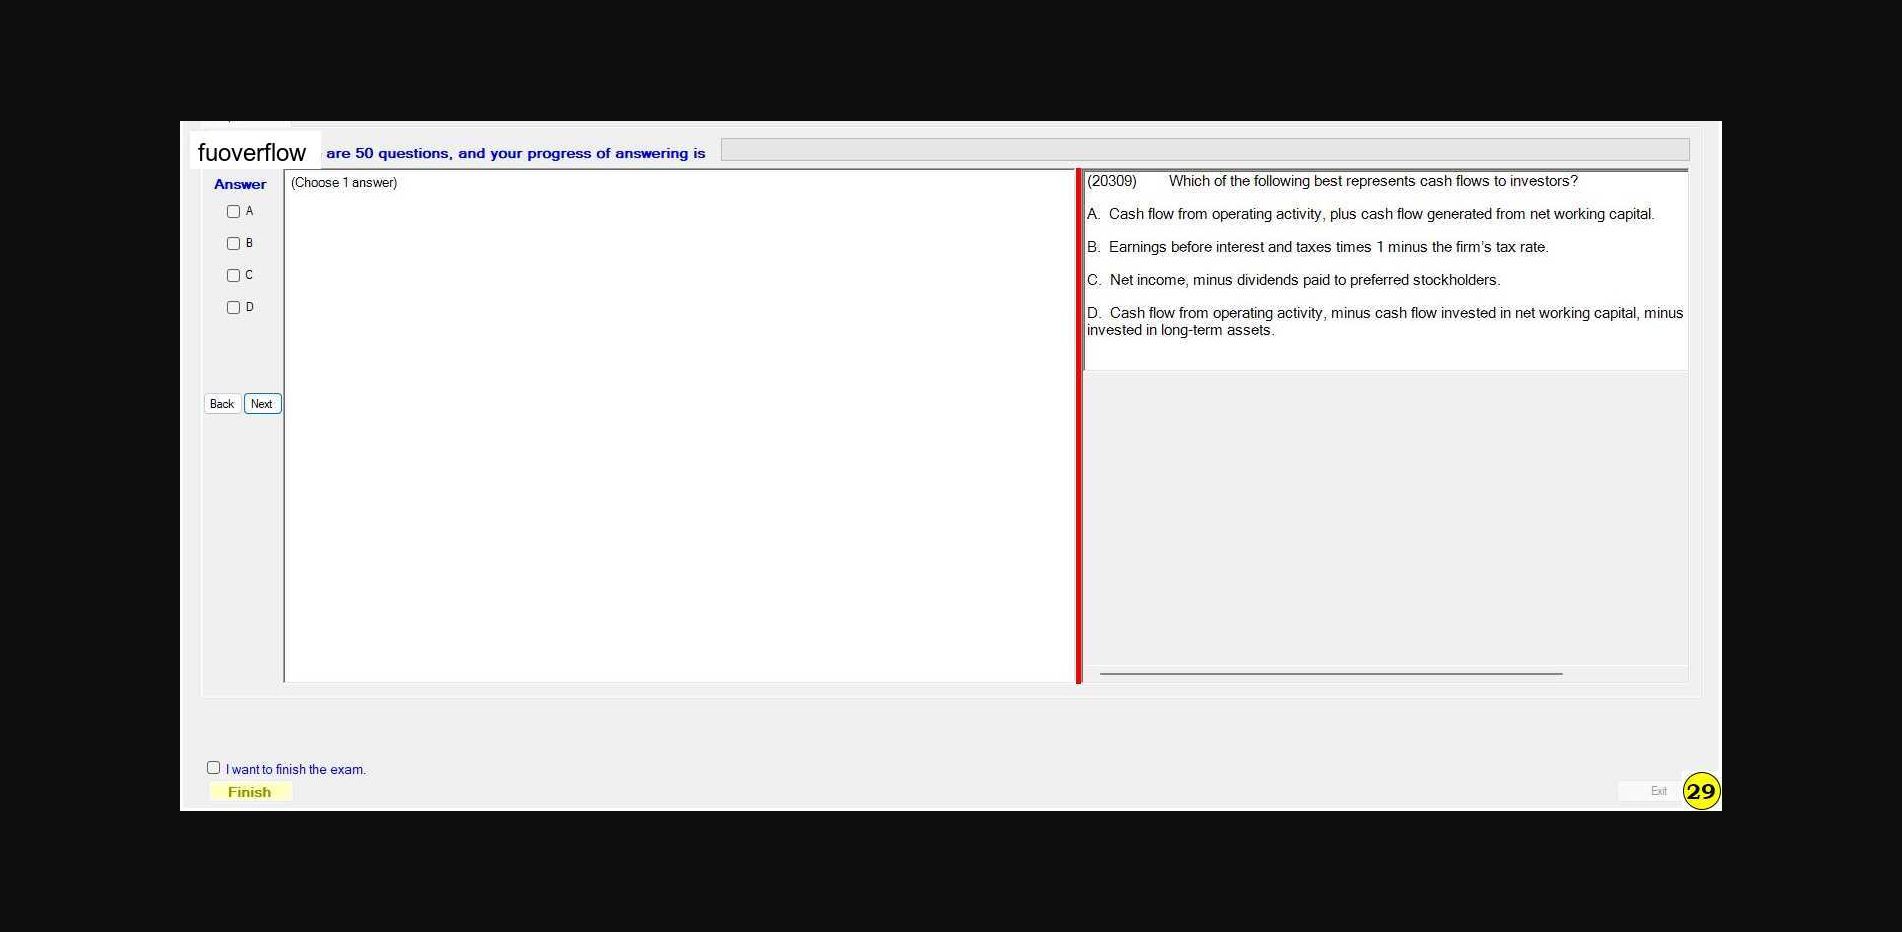 fuoverflow are 50 questions, and your progress of answering is
Answer
A
B
C
D
Back Next
(Choose 1 answer)
(20309) Which of the following best represents cash flows to investors?
A. Cash flow from operating activity, plus cash flow generated from net working capital.
B. Earnings before interest and taxes times 1 minus the firm's tax rate.
C. Net income, minus dividends paid to preferred stockholders.
D. Cash flow from operating activity, minus cash flow invested in net working capital, minus
invested in long-term assets.
I want to finish the exam.
Finish
Exit
29